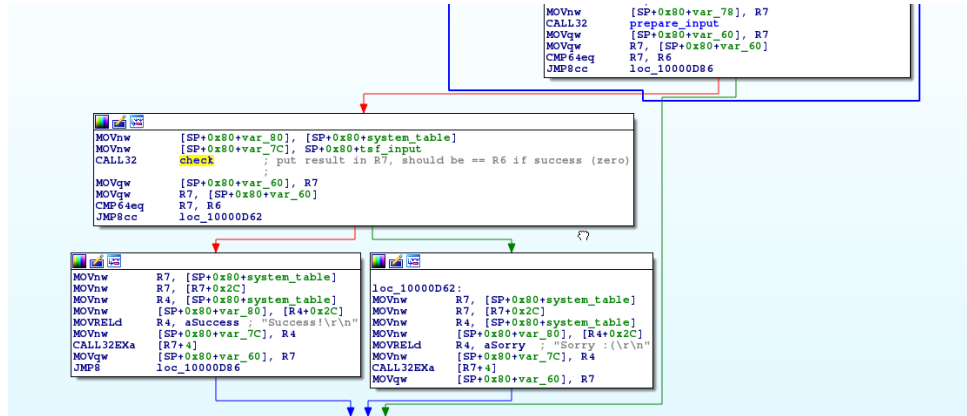 MOVnw [SP+0x80+var_78], R7
CALL32 prepare_input
MOVqw [SP+0x80+var_60], R7
MOVqw R7, [SP+0x80+var_60]
CMP64eq R7, R6
JMP8cc loc_10000D86
MOVnw [SP+0x80+var_80], [SP+0x80+system_table]
MOVnw [SP+0x80+var_7C], SP+0x80+tsf_input
CALL32 check ; put result in R7, should be == R6 if success (zero)
;
MOVqw [SP+0x80+var_60], R7
MOVqw R7, [SP+0x80+var_60]
CMP64eq R7, R6
JMP8cc loc_10000D62
MOVnw R7, [SP+0x80+system_table]
MOVnw R7, [R7+0x2C]
MOVnw R4, [SP+0x80+system_table]
MOVnw [SP+0x80+var_80], [R4+0x2C]
MOVRELd R4, aSuccess ; "Success!\r\n"
MOVnw [SP+0x80+var_7C], R4
CALL32EXa [R7+4]
MOVqw [SP+0x80+var_60], R7
JMP8 loc_10000D86
loc_10000D62:
MOVnw R7, [SP+0x80+system_table]
MOVnw R7, [R7+0x2C]
MOVnw R4, [SP+0x80+system_table]
MOVnw [SP+0x80+var_80], [R4+0x2C]
MOVRELd R4, aSorry ; "Sorry :(\r\n"
MOVnw [SP+0x80+var_7C], R4
CALL32EXa [R7+4]
MOVqw [SP+0x80+var_60], R7